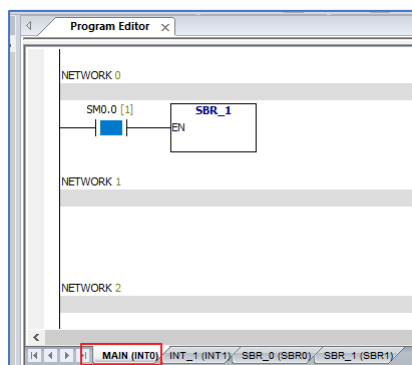 Program Editor
NETWORK 0
SM0.0 [1]
SBR_1
EN
NETWORK 1
NETWORK 2
MAIN (INT0) INT_1 (INT1) SBR_0 (SBR0) SBR_1 (SBR1)